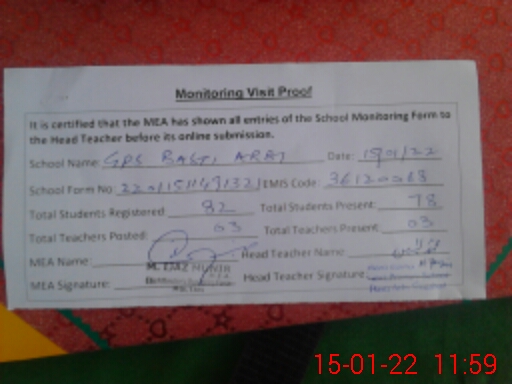 Monitoring Visit Proof
It is certified that the MEA has shown all entries of the School Monitoring Form to
the Head Teacher before its online submission.
School Name: GPS BASTI ARAI Date: 15/01/22
School Form No EMIS Code:
Total Students Registered: 82 Total Students Present: 78
Total Teachers Posted: 03 Total Teachers Present 03
MEA Name: Head Teacher Name:
MEA Signature: Head Teacher Signature
15-01-22 11:59